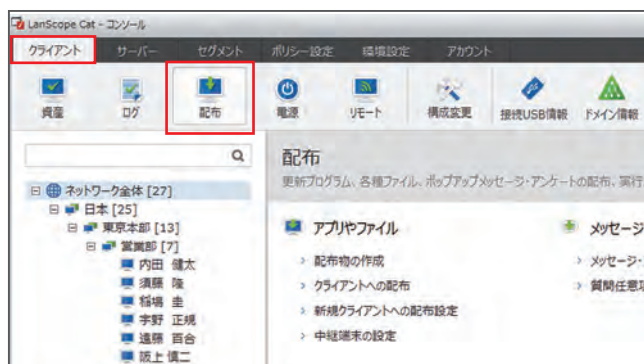 LanScope Cat - コンソール
クライアント サーバー セグメント ポリシー設定 環境設定 アカウント
資産 ログ 配布 電源 リモート 構成変更 接続USB情報 ドメイン情報
配布
更新プログラム、各種ファイル、ポップアップメッセージ・アンケートの配布、実行
ネットワーク全体 [27]
日本 [25]
東京本部 [13]
営業部 [7]
内田 健太
須藤 隆
稲場 圭
宇野 正規
遠藤 百合
阪上 慎二
アプリやファイル
配布物の作成
クライアントへの配布
新規クライアントへの配布設定
中継端末の設定
メッセージ
メッセージ・
質問任意項